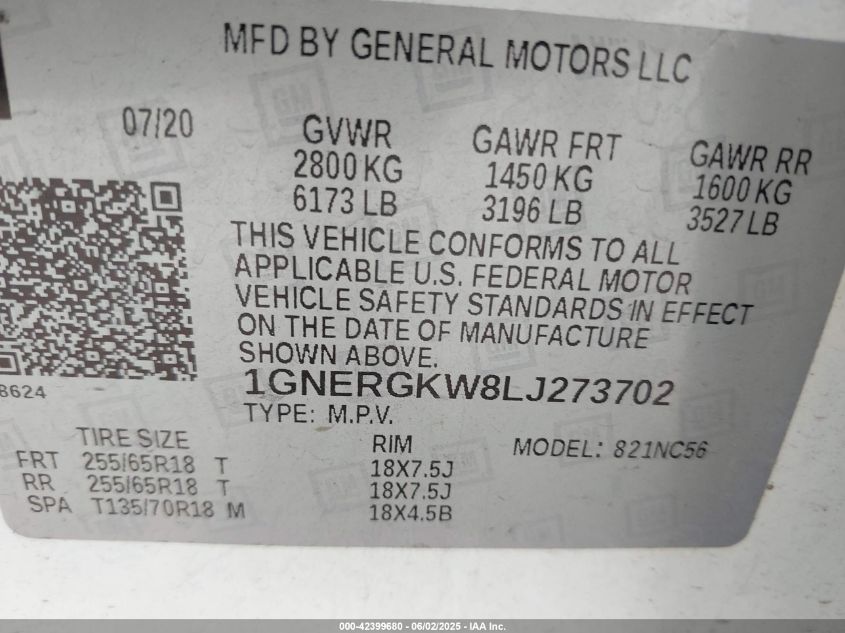 MFD BY GENERAL MOTORS LLC
07/20
GVWR
2800 KG
6173 LB
GAWR FRT
1450 KG
3196 LB
GAWR RR
1600 KG
3527 LB
THIS VEHICLE CONFORMS TO ALL
APPLICABLE U.S. FEDERAL MOTOR
VEHICLE SAFETY STANDARDS IN EFFECT
ON THE DATE OF MANUFACTURE
SHOWN ABOVE.
8624
1GNERGKW8LJ273702
TYPE: M.P.V.
TIRE SIZE RIM MODEL: 821NC56
FRT 255/65R18 T 18X7.5J
RR 255/65R18 T 18X7.5J
SPA T135/70R18 M 18X4.5B
000-42399680 - 06/02/2025 - IAA Inc.